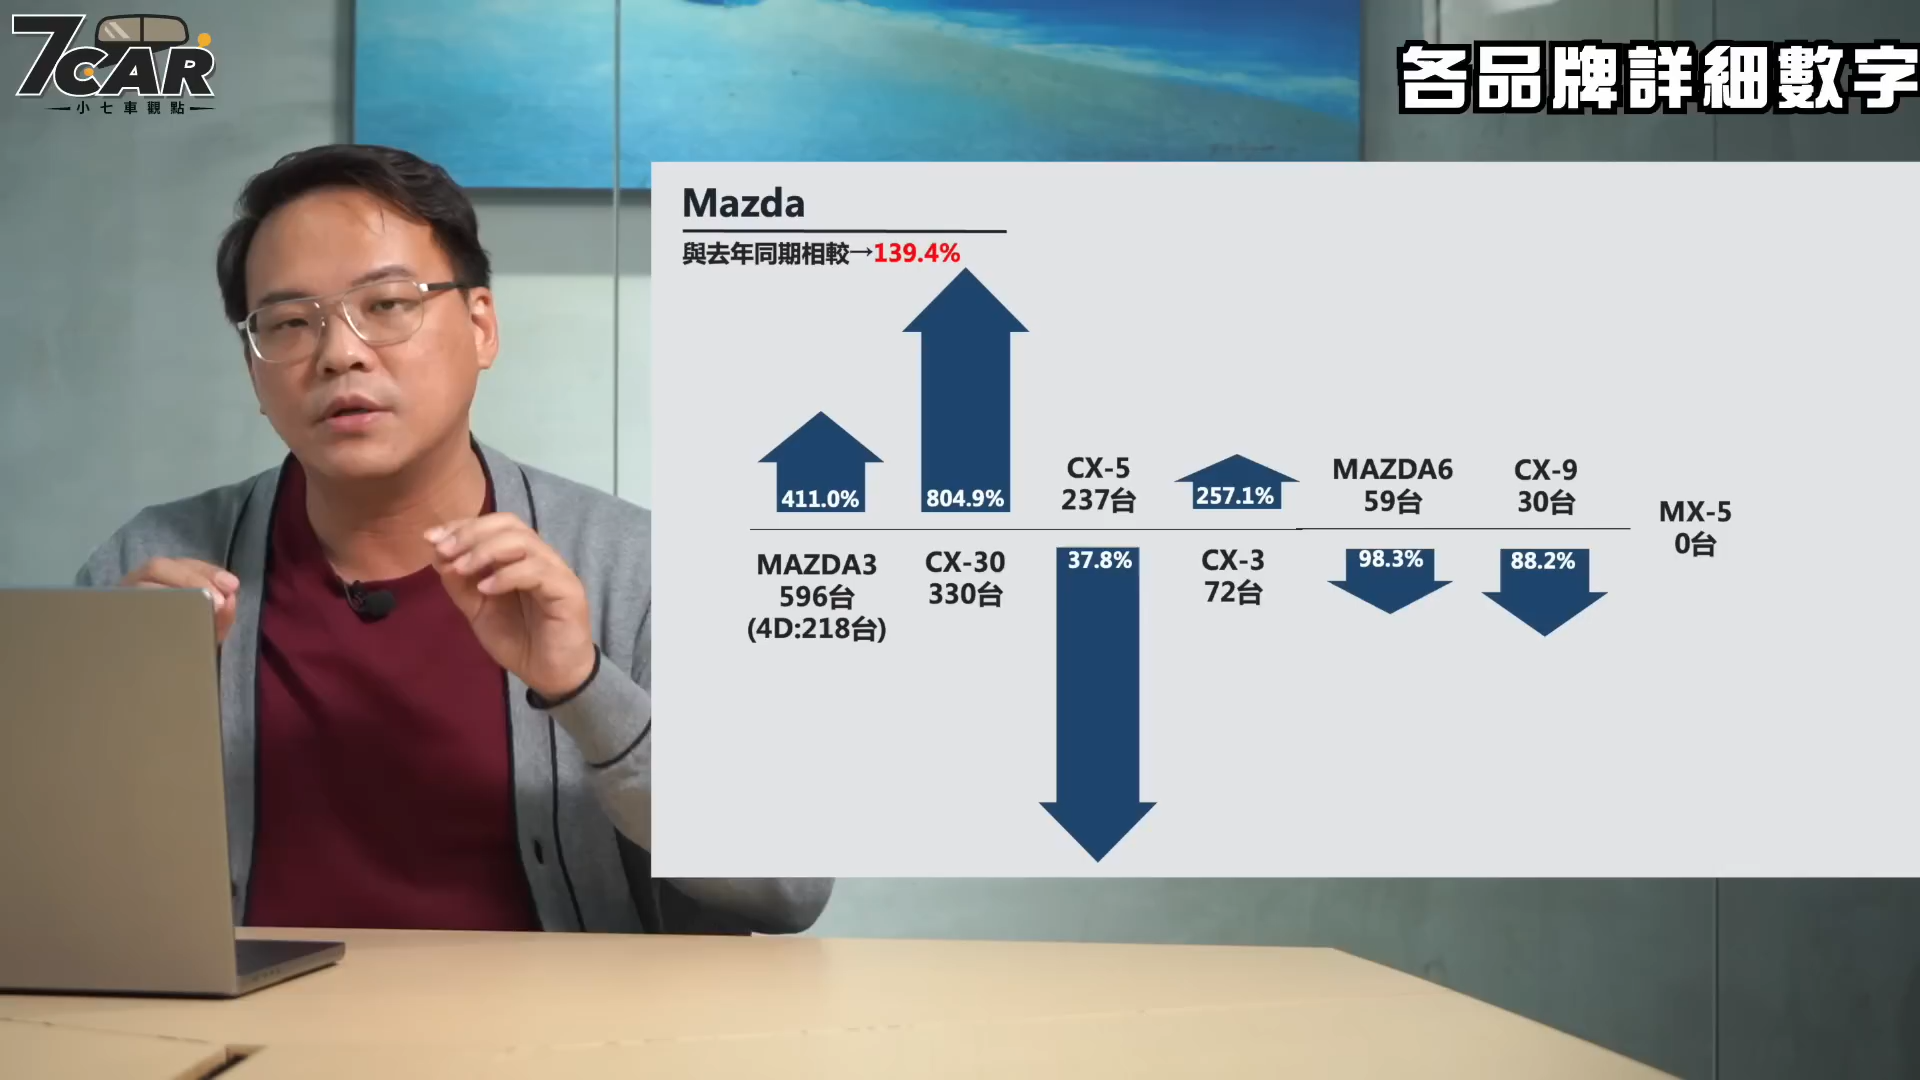 7CAR
小七車觀點
各品牌詳細數字
Mazda
與去年同期相較→139.4%
411.0%
MAZDA3
596台
(4D:218台)
804.9%
CX-30
330台
CX-5
237台
37.8%
257.1%
CX-3
72台
MAZDA6
59台
98.3%
CX-9
30台
88.2%
MX-5
0台